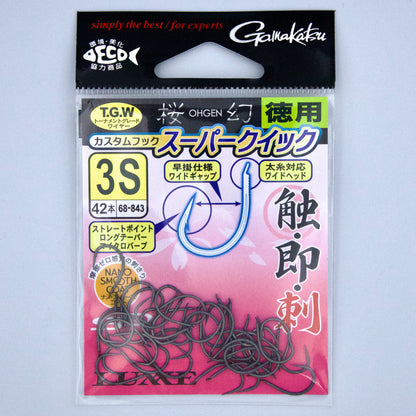 simply the best / for experts
環境・美化
DECO
協力商品
Gamakatsu
T.G.W
トーナメントグレード
ワイヤー
桜幻
OHGEN
徳用
カスタムフック
スーパークイック
3S
42本
68-843
早掛仕様
ワイドギャップ
太糸対応
ワイドヘッド
ストレートポイント
ロングテーパー
マイクロバーブ
触即・刺
NANO
SMOOTH
COAT
LUXXE